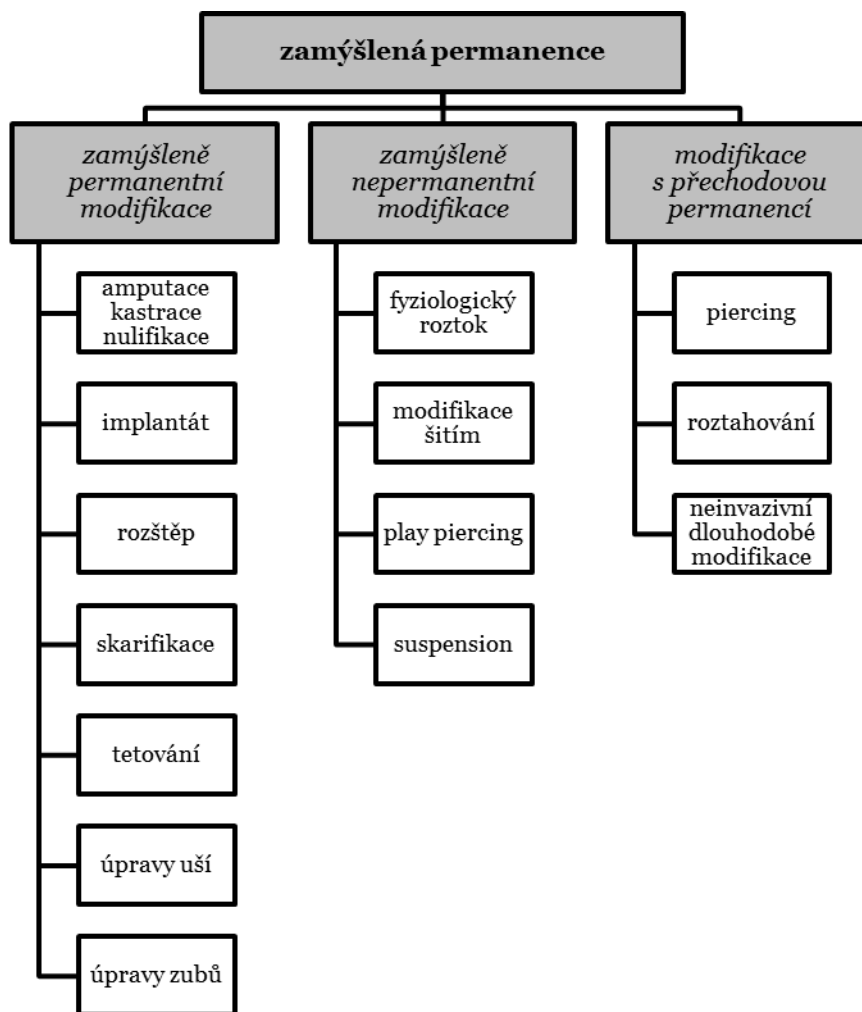 zamýšlená permanence
zamýšleně
permanentní
modifikace
amputace
kastrace
nulifikace
implantát
rozštěp
skarifikace
tetování
úpravy uší
úpravy zubů
zamýšleně
nepermanentní
modifikace
fyziologický
roztok
modifikace
šitím
play piercing
suspension
modifikace
s přechodovou
permanencí
piercing
roztahování
neinvazivní
dlouhodobé
modifikace